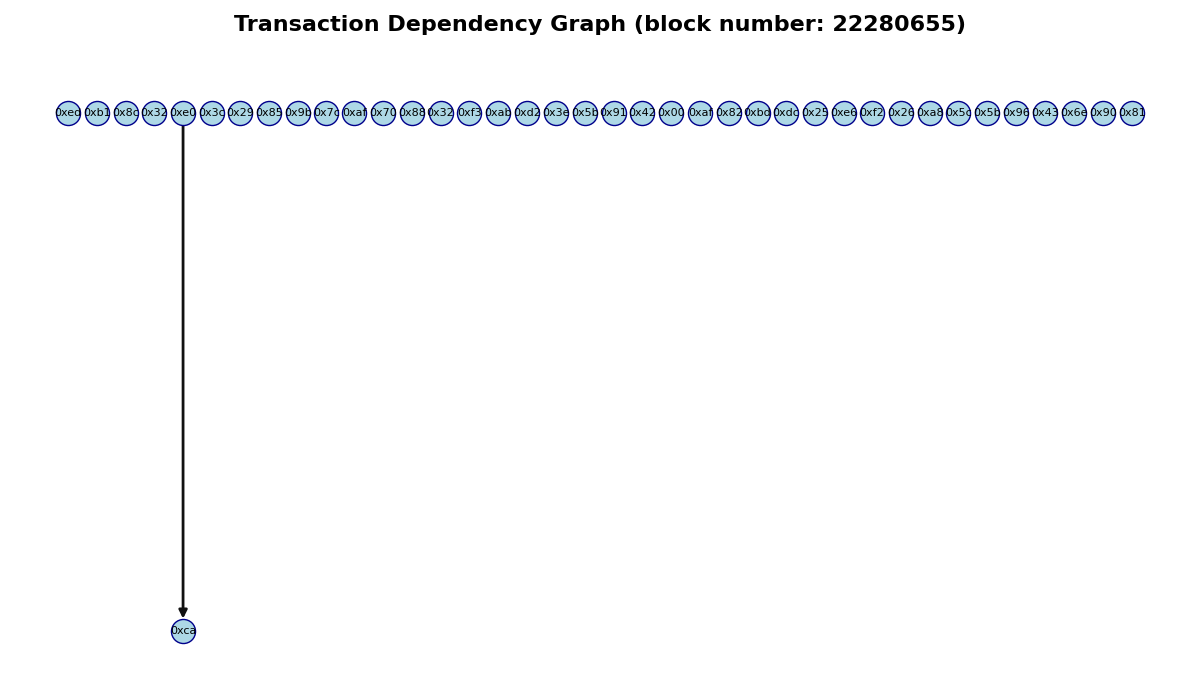 Transaction Dependency Graph (block number: 22280655)
0xed 0xb1 0x8c 0x32 0xe0 0x3c 0x29 0x85 0x9b 0x7c 0xaf 0x70 0x88 0x32 0xf3 0xab 0xd2 0x3e 0x5b 0x91 0x42 0x00 0xaf 0x82 0xbd 0xdc 0x25 0xe6 0xf2 0x26 0xa8 0x5c 0x5b 0x96 0x43 0x6e 0x90 0x81
0xca